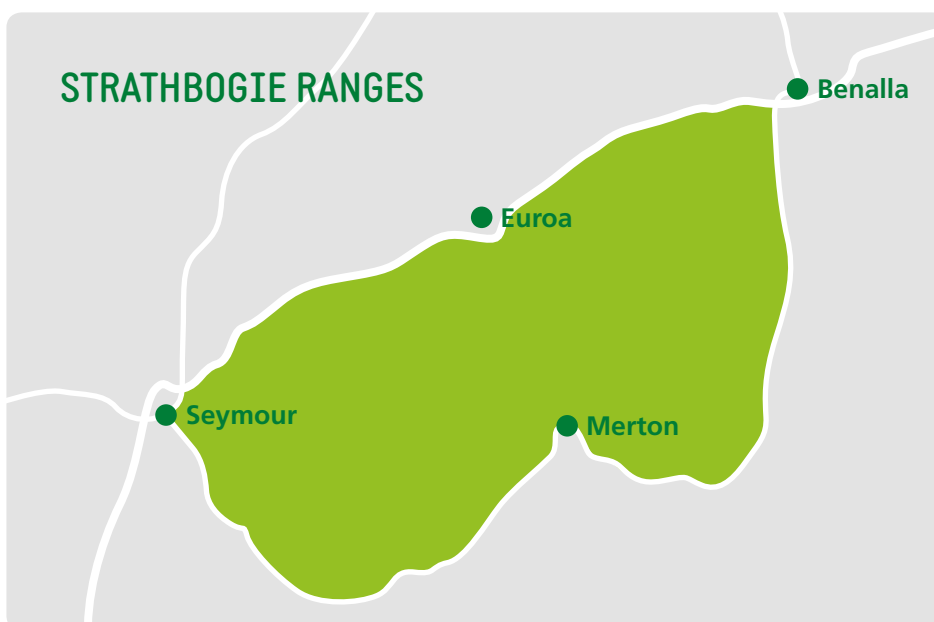 STRATHBOGIE RANGES
Benalla
Euroa
Seymour
Merton